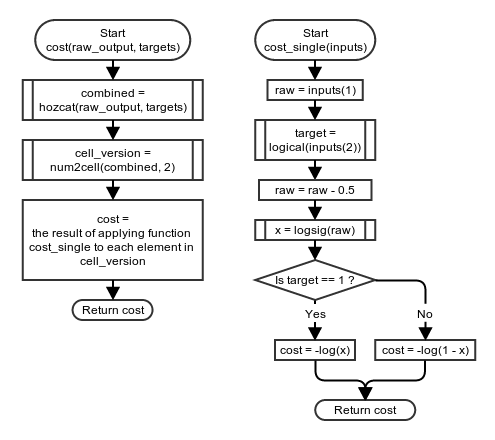 Start
cost(raw_output, targets)
combined =
hozcat(raw_output, targets)
cell_version =
num2cell(combined, 2)
cost =
the result of applying function
cost_single to each element in
cell_version
Return cost
Start
cost_single(inputs)
raw = inputs(1)
target =
logical(inputs(2))
raw = raw - 0.5
x = logsig(raw)
Is target == 1 ?
Yes
No
cost = -log(x)
cost = -log(1 - x)
Return cost